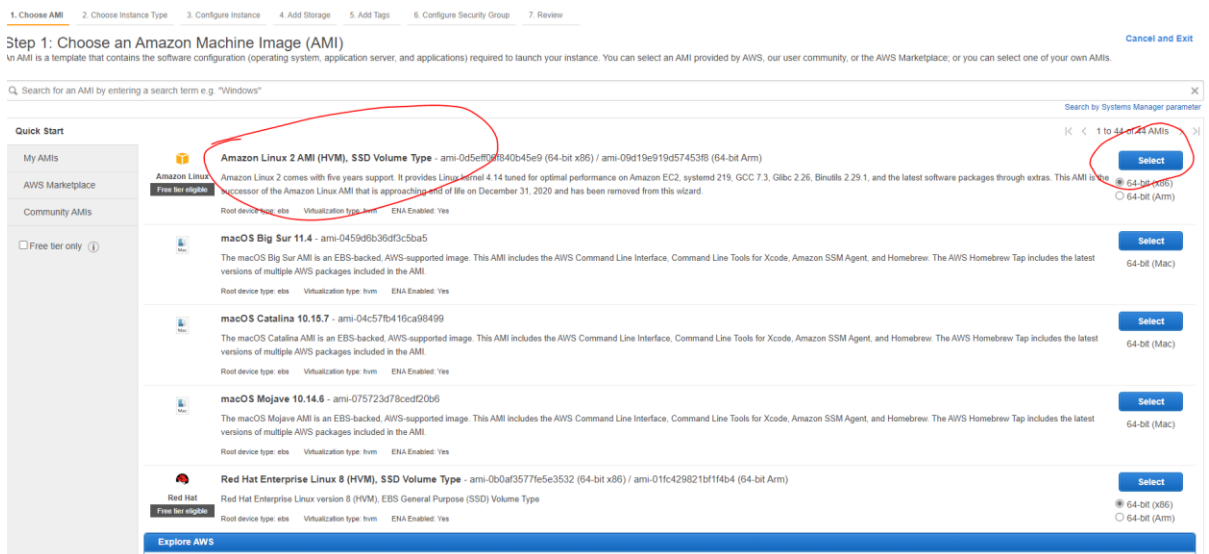 1. Choose AMI 2. Choose Instance Type 3. Configure Instance 4. Add Storage 5. Add Tags 6. Configure Security Group 7. Review
Step 1: Choose an Amazon Machine Image (AMI)
Cancel and Exit
An AMI is a template that contains the software configuration (operating system, application server, and applications) required to launch your instance. You can select an AMI provided by AWS, our user community, or the AWS Marketplace; or you can select one of your own AMIs.
Search for an AMI by entering a search term e.g. "Windows"
Search by Systems Manager parameter
Quick Start
My AMIs
AWS Marketplace
Community AMIs
Free tier only
1 to 44 of 44 AMIs
Amazon Linux
Free tier eligible
Amazon Linux 2 AMI (HVM), SSD Volume Type - ami-0d5eff06f840b45e9 (64-bit x86) / ami-09d19e919d57453f8 (64-bit Arm)
Amazon Linux 2 comes with five years support. It provides Linux kernel 4.14 tuned for optimal performance on Amazon EC2, systemd 219, GCC 7.3, Glibc 2.26, Binutils 2.29.1, and the latest software packages through extras. This AMI is the
successor of the Amazon Linux AMI that is approaching end of life on December 31, 2020 and has been removed from this wizard.
Root device type: ebs Virtualization type: hvm ENA Enabled: Yes
Select
64-bit (x86)
64-bit (Arm)
Mac
macOS Big Sur 11.4 - ami-0459d6b36df3c5ba5
The macOS Big Sur AMI is an EBS-backed, AWS-supported image. This AMI includes the AWS Command Line Interface, Command Line Tools for Xcode, Amazon SSM Agent, and Homebrew. The AWS Homebrew Tap includes the latest
versions of multiple AWS packages included in the AMI.
Root device type: ebs Virtualization type: hvm ENA Enabled: Yes
Select
64-bit (Mac)
Mac
macOS Catalina 10.15.7 - ami-04c57fb416ca98499
The macOS Catalina AMI is an EBS-backed, AWS-supported image. This AMI includes the AWS Command Line Interface, Command Line Tools for Xcode, Amazon SSM Agent, and Homebrew. The AWS Homebrew Tap includes the latest
versions of multiple AWS packages included in the AMI.
Root device type: ebs Virtualization type: hvm ENA Enabled: Yes
Select
64-bit (Mac)
Mac
macOS Mojave 10.14.6 - ami-075723d78cedf20b6
The macOS Mojave AMI is an EBS-backed, AWS-supported image. This AMI includes the AWS Command Line Interface, Command Line Tools for Xcode, Amazon SSM Agent, and Homebrew. The AWS Homebrew Tap includes the latest
versions of multiple AWS packages included in the AMI.
Root device type: ebs Virtualization type: hvm ENA Enabled: Yes
Select
64-bit (Mac)
Red Hat
Free tier eligible
Red Hat Enterprise Linux 8 (HVM), SSD Volume Type - ami-0b0af3577fe5e3532 (64-bit x86) / ami-01fc429821bf1f4b4 (64-bit Arm)
Red Hat Enterprise Linux version 8 (HVM), EBS General Purpose (SSD) Volume Type
Root device type: ebs Virtualization type: hvm ENA Enabled: Yes
Select
64-bit (x86)
64-bit (Arm)
Explore AWS